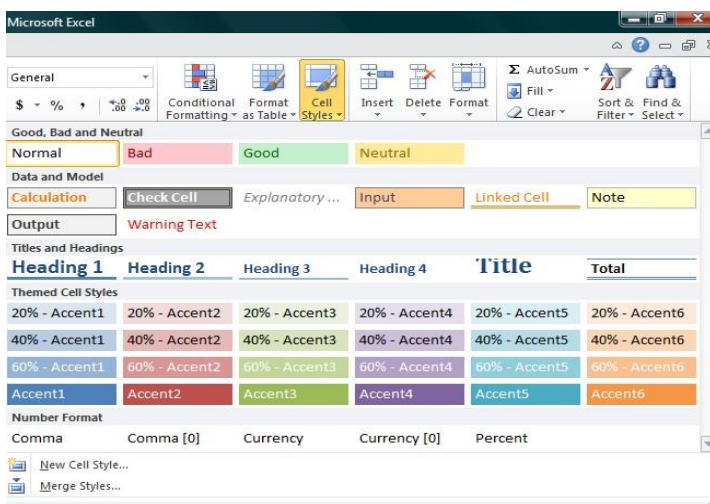 Microsoft Excel
General
$ % , .0 .00 .00 .0
Conditional Formatting
Format as Table
Cell Styles
Insert Delete Format
Σ AutoSum
Fill
Clear
Sort & Filter
Find & Select
Good, Bad and Neutral
Normal Bad Good Neutral
Data and Model
Calculation Check Cell Explanatory ... Input Linked Cell Note
Output Warning Text
Titles and Headings
Heading 1 Heading 2 Heading 3 Heading 4 Title Total
Themed Cell Styles
20% - Accent1 20% - Accent2 20% - Accent3 20% - Accent4 20% - Accent5 20% - Accent6
40% - Accent1 40% - Accent2 40% - Accent3 40% - Accent4 40% - Accent5 40% - Accent6
60% - Accent1 60% - Accent2 60% - Accent3 60% - Accent4 60% - Accent5 60% - Accent6
Accent1 Accent2 Accent3 Accent4 Accent5 Accent6
Number Format
Comma Comma [0] Currency Currency [0] Percent
New Cell Style...
Merge Styles...